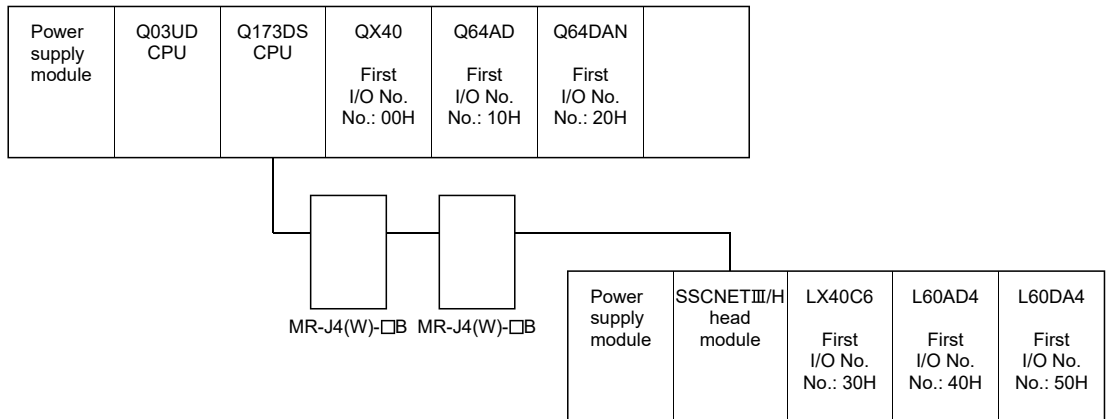 Power
supply
module
Q03UD
CPU
Q173DS
CPU
QX40
First
I/O No.
No.: 00H
Q64AD
First
I/O No.
No.: 10H
Q64DAN
First
I/O No.
No.: 20H
MR-J4(W)-□B
MR-J4(W)-□B
Power
supply
module
SSCNETⅢ/H
head
module
LX40C6
First
I/O No.
No.: 30H
L60AD4
First
I/O No.
No.: 40H
L60DA4
First
I/O No.
No.: 50H